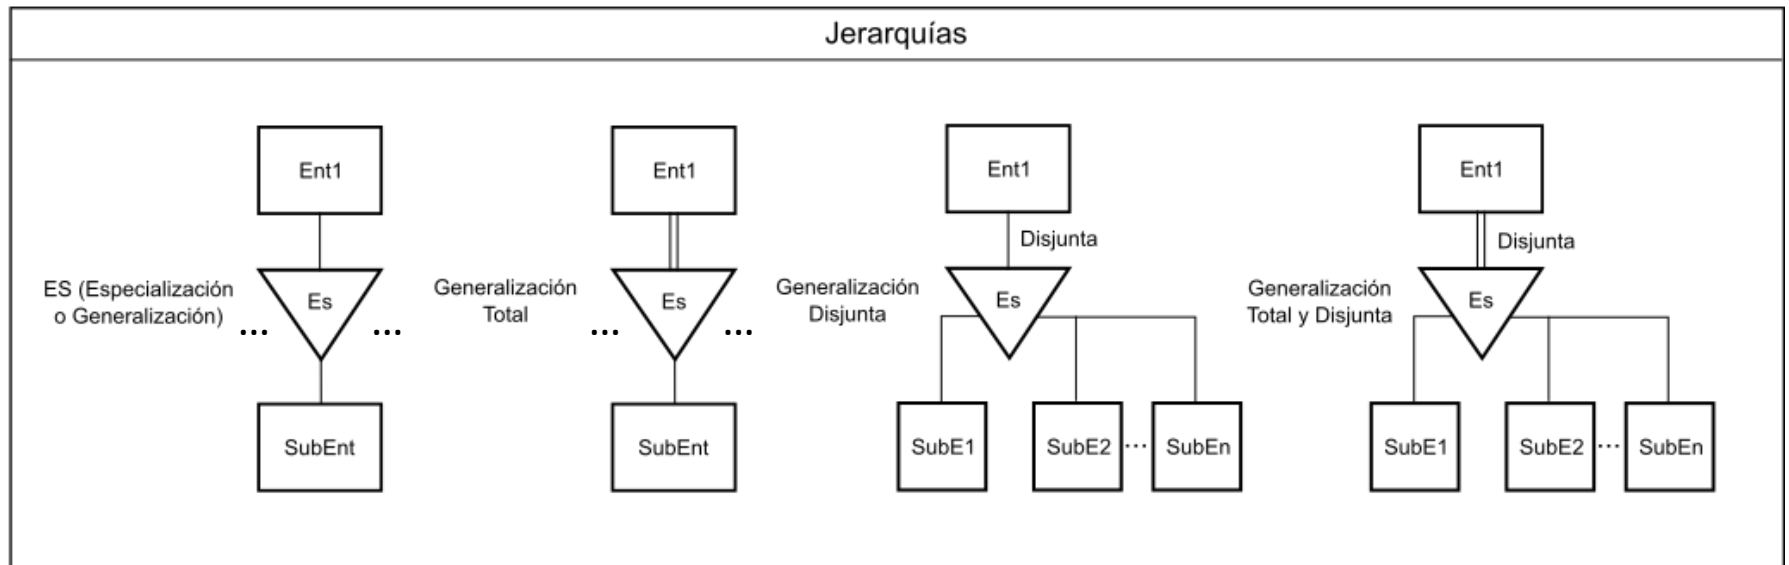 Jerarquías
Ent1
Ent1
Ent1
Ent1
Disjunta
Disjunta
ES (Especialización
o Generalización)
Es
...
...
Generalización
Total
Es
...
...
Generalización
Disjunta
Es
Generalización
Total y Disjunta
Es
SubEnt
SubEnt
SubE1
SubE2
...
SubEn
SubE1
SubE2
...
SubEn